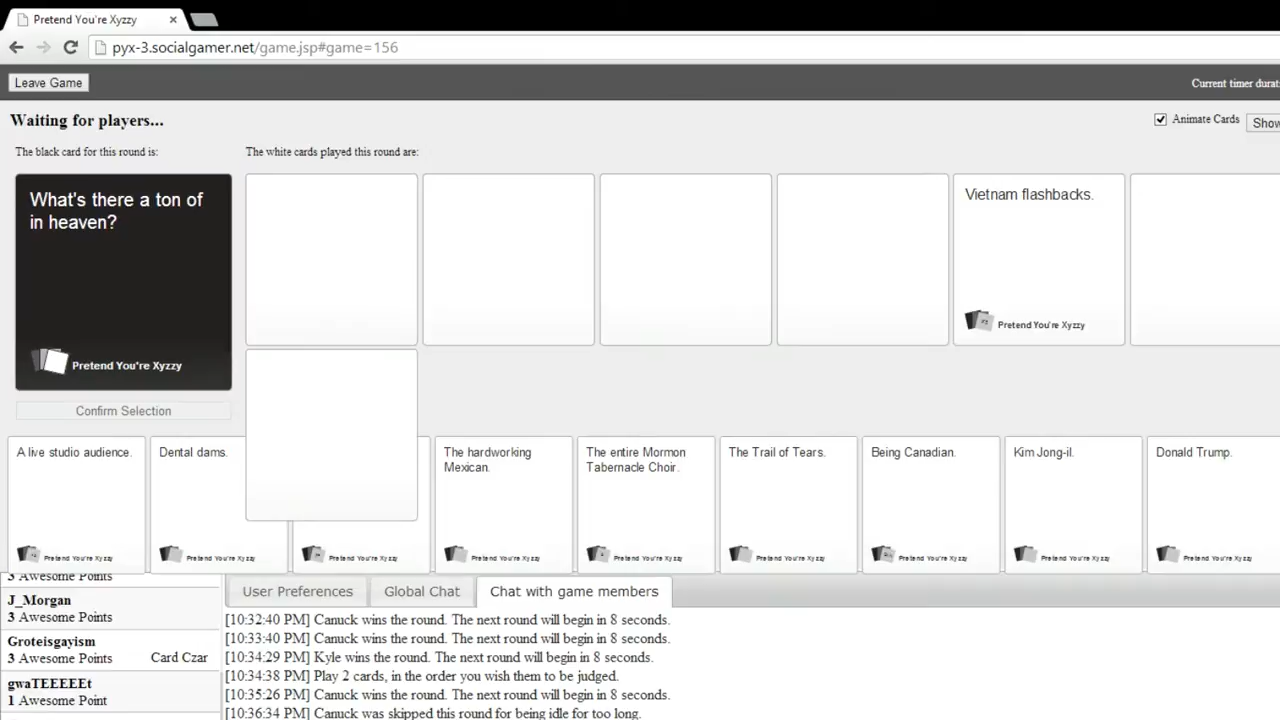 Pretend You're Xyzzy
pyx-3.socialgamer.net/game.jsp#game=156
Leave Game
Current timer durat
Waiting for players...
Animate Cards
Show
The black card for this round is:
The white cards played this round are:
What's there a ton of
in heaven?
Pretend You're Xyzzy
Vietnam flashbacks.
Pretend You're Xyzzy
Confirm Selection
A live studio audience.
Pretend You're Xyzzy
Dental dams.
Pretend You're Xyzzy
Pretend You're Xyzzy
The hardworking
Mexican.
Pretend You're Xyzzy
The entire Mormon
Tabernacle Choir.
Pretend You're Xyzzy
The Trail of Tears.
Pretend You're Xyzzy
Being Canadian.
Pretend You're Xyzzy
Kim Jong-il.
Pretend You're Xyzzy
Donald Trump.
Pretend You're Xyzzy
3 Awesome Points
J_Morgan
3 Awesome Points
Groteisgayism
3 Awesome Points
Card Czar
gwaTEEEEEt
1 Awesome Point
User Preferences
Global Chat
Chat with game members
[10:32:40 PM] Canuck wins the round. The next round will begin in 8 seconds.
[10:33:40 PM] Canuck wins the round. The next round will begin in 8 seconds.
[10:34:29 PM] Kyle wins the round. The next round will begin in 8 seconds.
[10:34:38 PM] Play 2 cards, in the order you wish them to be judged.
[10:35:26 PM] Canuck wins the round. The next round will begin in 8 seconds.
[10:36:34 PM] Canuck was skipped this round for being idle for too long.